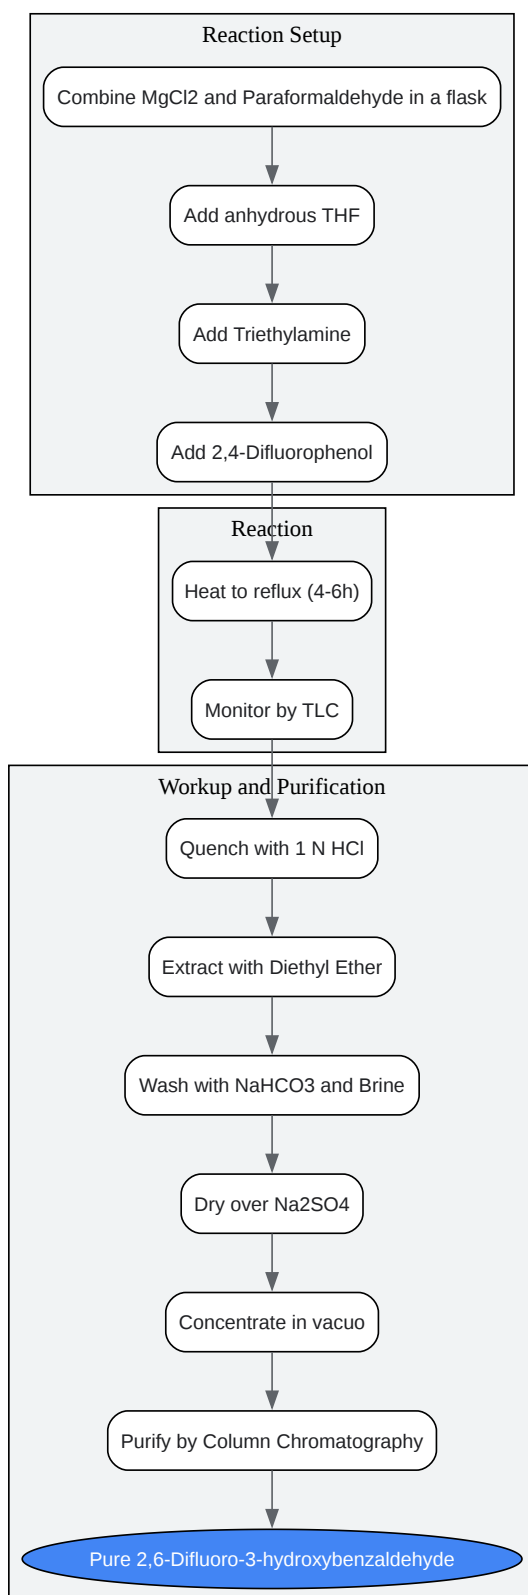 Reaction Setup
Combine MgCl2 and Paraformaldehyde in a flask
Add anhydrous THF
Add Triethylamine
Add 2,4-Difluorophenol
Reaction
Heat to reflux (4-6h)
Monitor by TLC
Workup and Purification
Quench with 1 N HCl
Extract with Diethyl Ether
Wash with NaHCO3 and Brine
Dry over Na2SO4
Concentrate in vacuo
Purify by Column Chromatography
Pure 2,6-Difluoro-3-hydroxybenzaldehyde